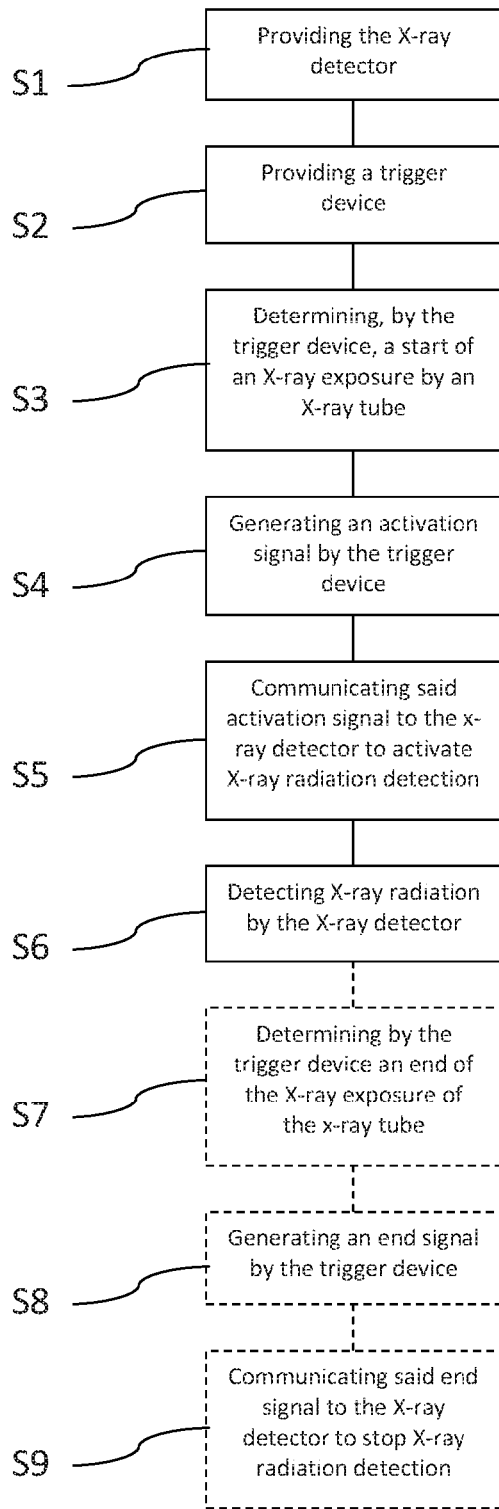 S1
Providing the X-ray
detector
S2
Providing a trigger
device
S3
Determining, by the
trigger device, a start of
an X-ray exposure by an
X-ray tube
S4
Generating an activation
signal by the trigger
device
S5
Communicating said
activation signal to the x-
ray detector to activate
X-ray radiation detection
S6
Detecting X-ray radiation
by the X-ray detector
S7
Determining by the
trigger device an end of
the X-ray exposure of
the x-ray tube
S8
Generating an end signal
by the trigger device
S9
Communicating said end
signal to the X-ray
detector to stop X-ray
radiation detection